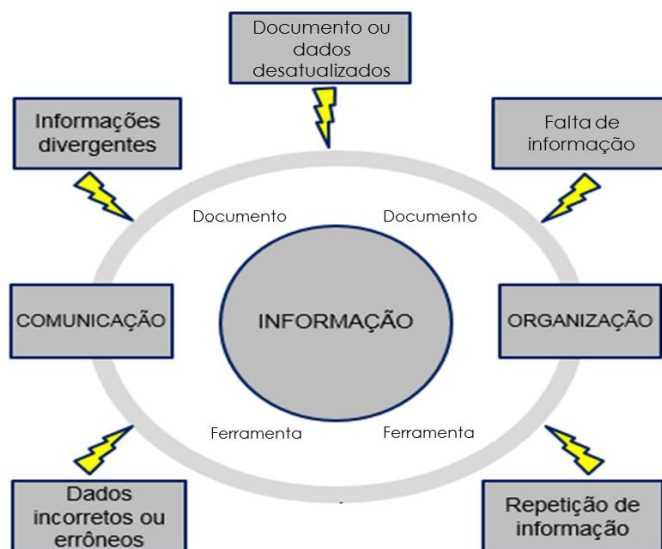 Documento ou
dados
desatualizados
Informações
divergentes
Falta de
informação
Documento
Documento
COMUNICAÇÃO
INFORMAÇÃO
ORGANIZAÇÃO
Ferramenta
Ferramenta
Dados
incorretos ou
errôneos
Repetição de
informação